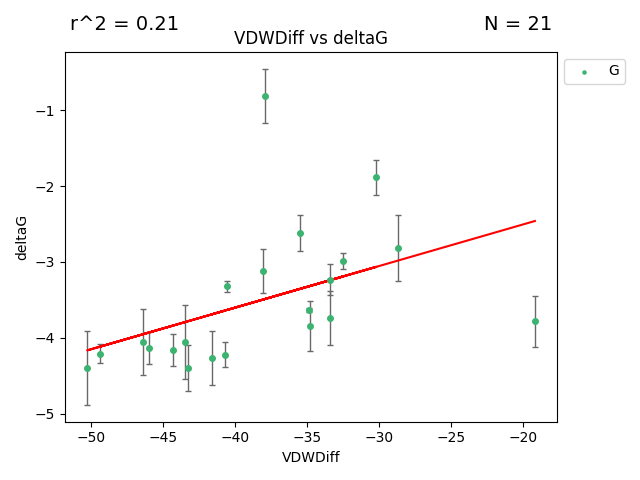 r^2 = 0.21
N = 21
VDWDiff vs deltaG
G
−1
−2
−3
−4
−5
deltaG
−50
−45
−40
−35
−30
−25
−20
VDWDiff